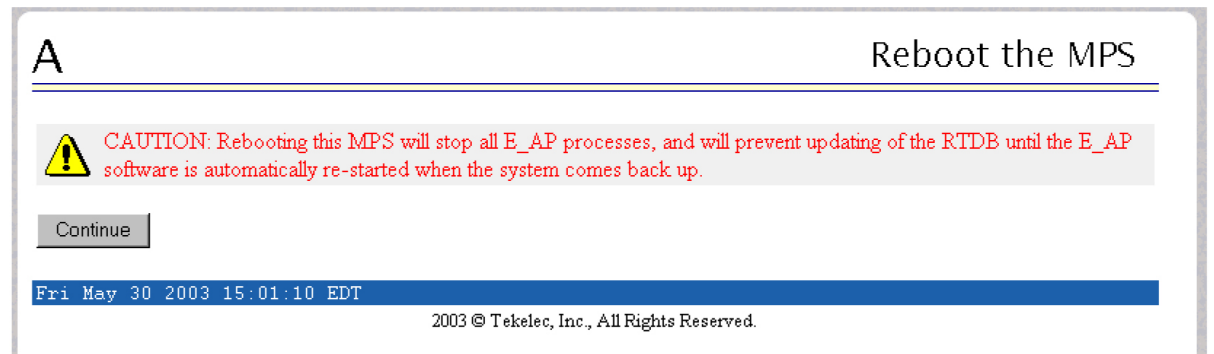 A
Reboot the MPS
CAUTION: Rebooting this MPS will stop all E_AP processes, and will prevent updating of the RTDB until the E_AP
software is automatically re-started when the system comes back up.
Continue
Fri May 30 2003 15:01:10 EDT
2003 © Tekelec, Inc., All Rights Reserved.